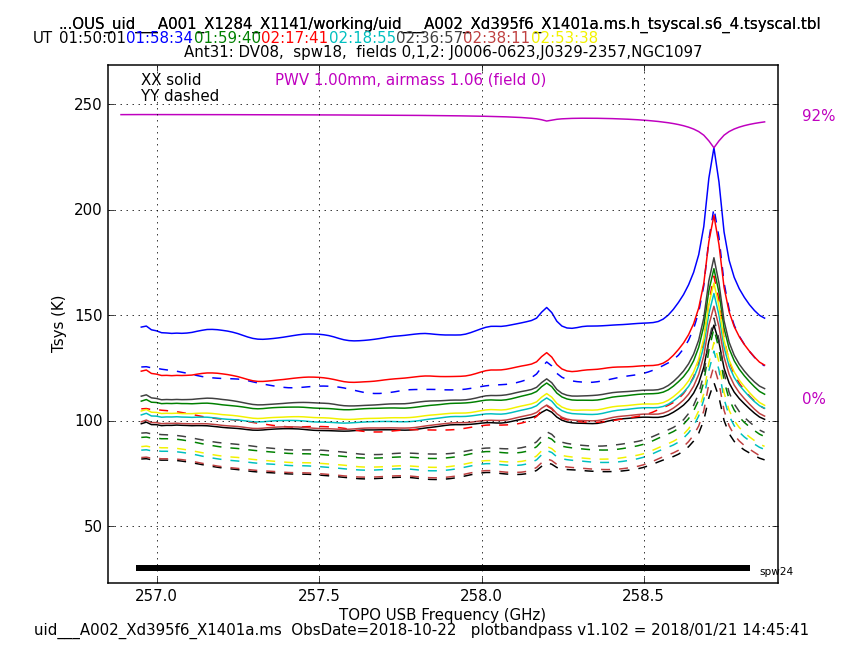 ...OUS_uid___A001_X1284_X1141/working/uid___A002_Xd395f6_X1401a.ms.h_tsyscal.s6_4.tsyscal.tbl
UT 01:50:01 01:58:34 01:59:40 02:17:41 02:18:55 02:36:57 02:38:11 02:53:38
Ant31: DV08,  spw18,  fields 0,1,2: J0006-0623,J0329-2357,NGC1097
XX solid
PWV 1.00mm, airmass 1.06 (field 0)
YY dashed
250
92%
200
150
Tsys (K)
100
0%
50
spw24
257.0
257.5
258.0
258.5
TOPO USB Frequency (GHz)
uid___A002_Xd395f6_X1401a.ms  ObsDate=2018-10-22   plotbandpass v1.102 = 2018/01/21 14:45:41